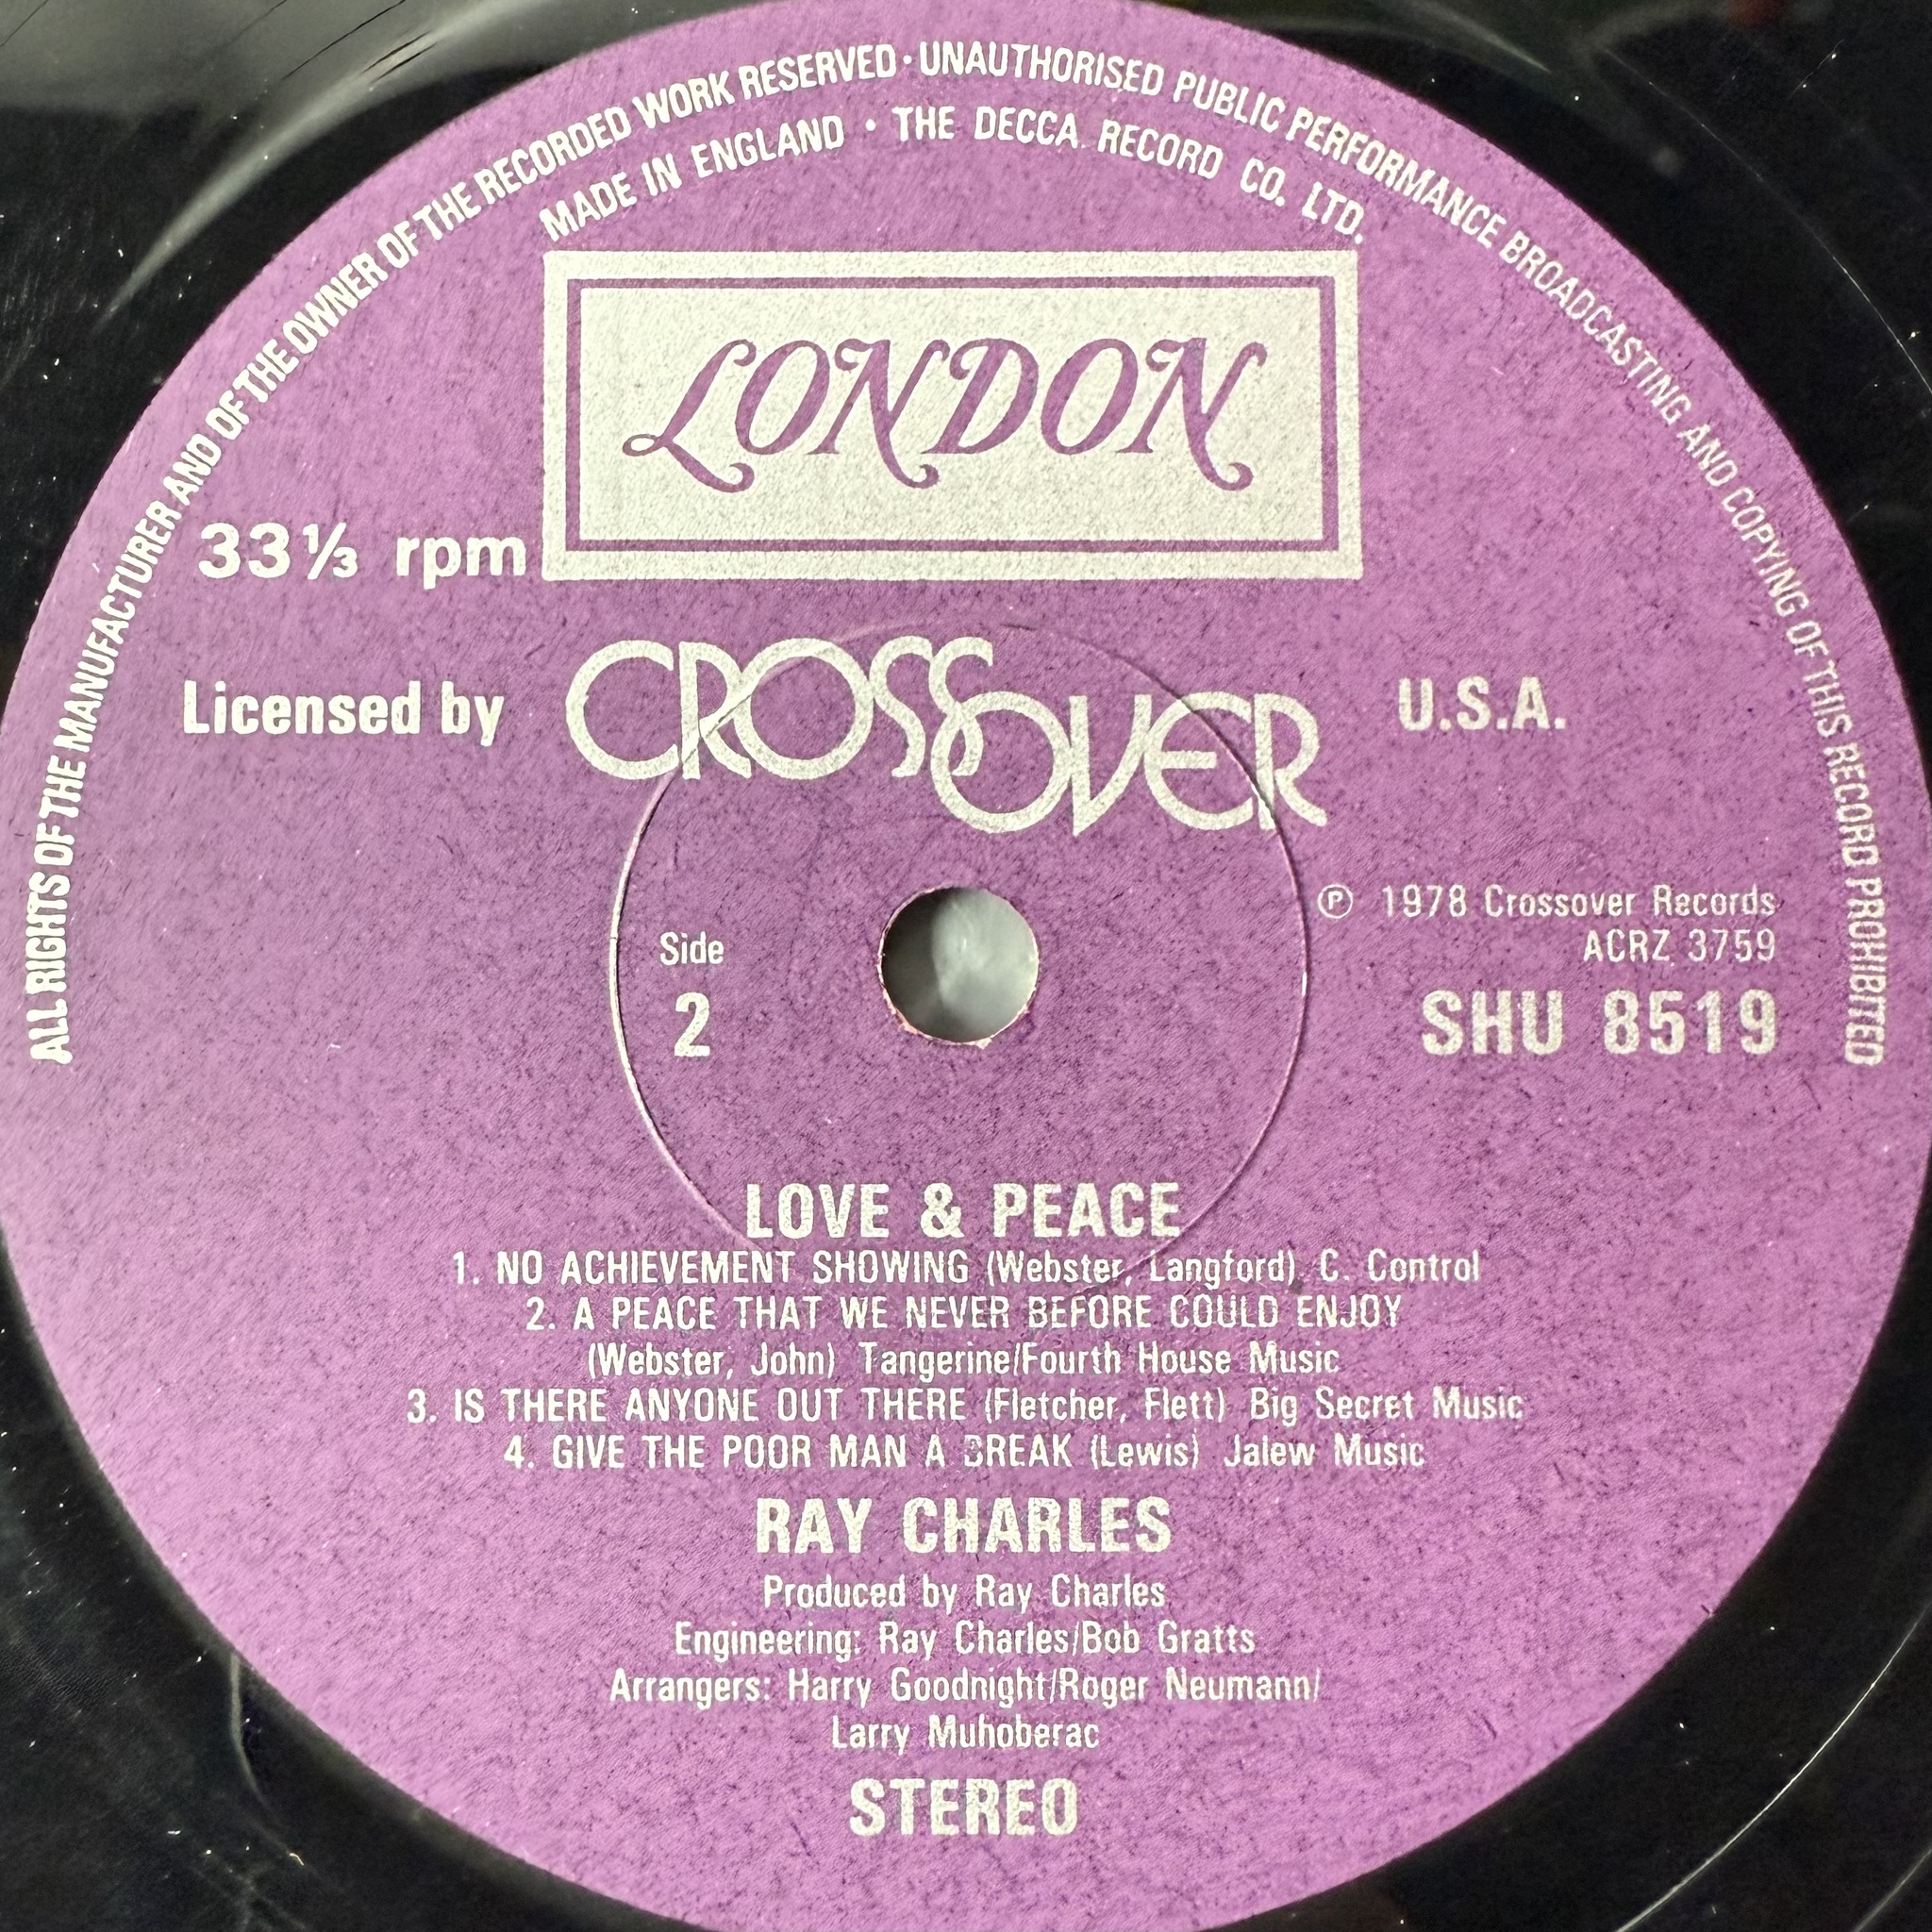 ALL RIGHTS OF THE MANUFACTURER AND OF THE OWNER OF THE RECORDED WORK RESERVED · UNAUTHORISED PUBLIC PERFORMANCE BROADCASTING AND COPYING OF THIS RECORD PROHIBITED
MADE IN ENGLAND · THE DECCA RECORD CO. LTD.
LONDON
33⅓ rpm
Licensed by CROSSOVER U.S.A.
℗ 1978 Crossover Records
ACRZ 3759
SHU 8519
Side
2
LOVE & PEACE
1. NO ACHIEVEMENT SHOWING (Webster, Langford) C. Control
2. A PEACE THAT WE NEVER BEFORE COULD ENJOY
(Webster, John) Tangerine/Fourth House Music
3. IS THERE ANYONE OUT THERE (Fletcher, Flett) Big Secret Music
4. GIVE THE POOR MAN A BREAK (Lewis) Jalew Music
RAY CHARLES
Produced by Ray Charles
Engineering: Ray Charles/Bob Gratts
Arrangers: Harry Goodnight/Roger Neumann/
Larry Muhoberac
STEREO